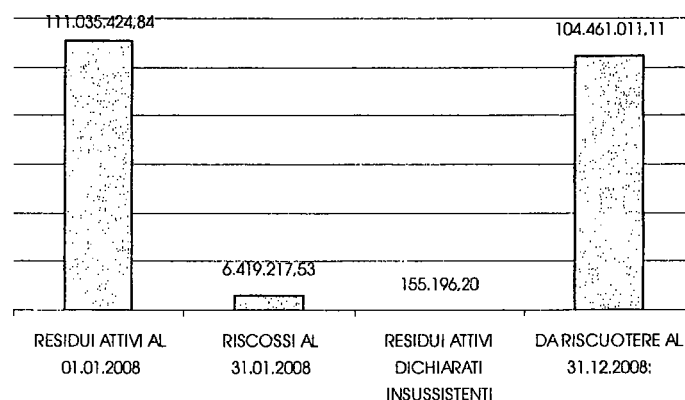 111.035.424,84
104.461.011,11
6.419.217,53
155.196,20
RESIDUI ATTIVI AL
01.01.2008
RISCOSSI AL
31.01.2008
RESIDUI ATTIVI
DICHIARATI
INSUSSISTENTI
DA RISCUOTERE AL
31.12.2008: